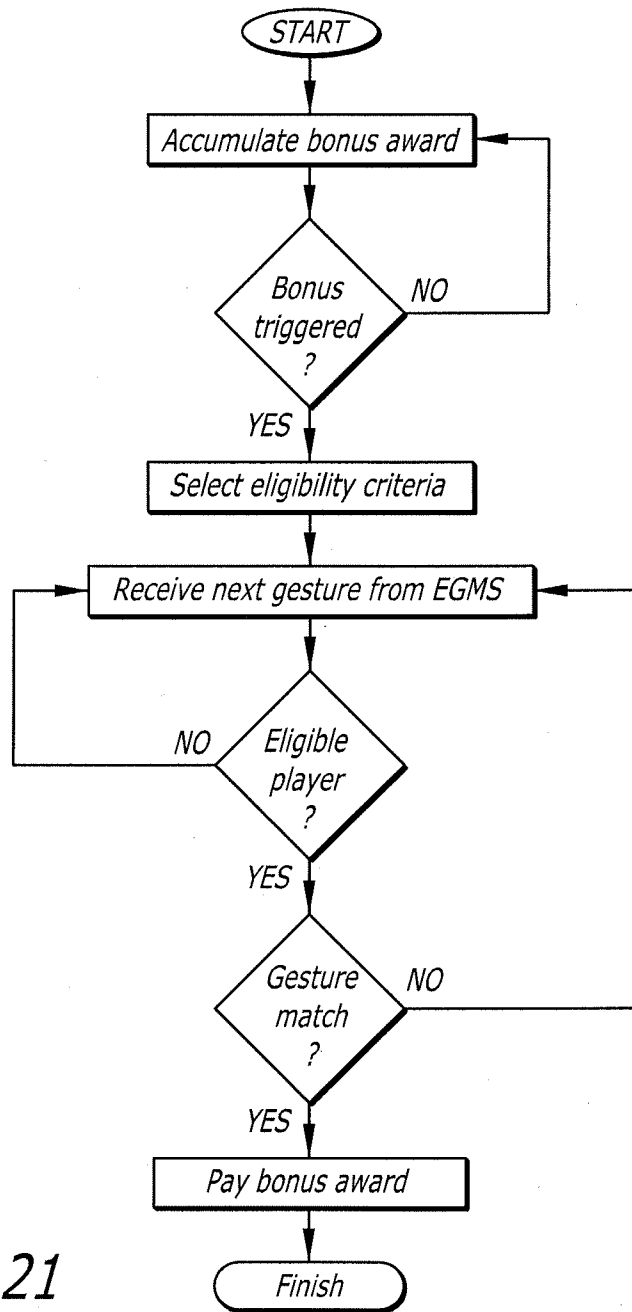 START
Accumulate bonus award
Bonus
triggered
?
NO
YES
Select eligibility criteria
Receive next gesture from EGMS
NO
Eligible
player
?
YES
Gesture
match
?
NO
YES
Pay bonus award
21
Finish